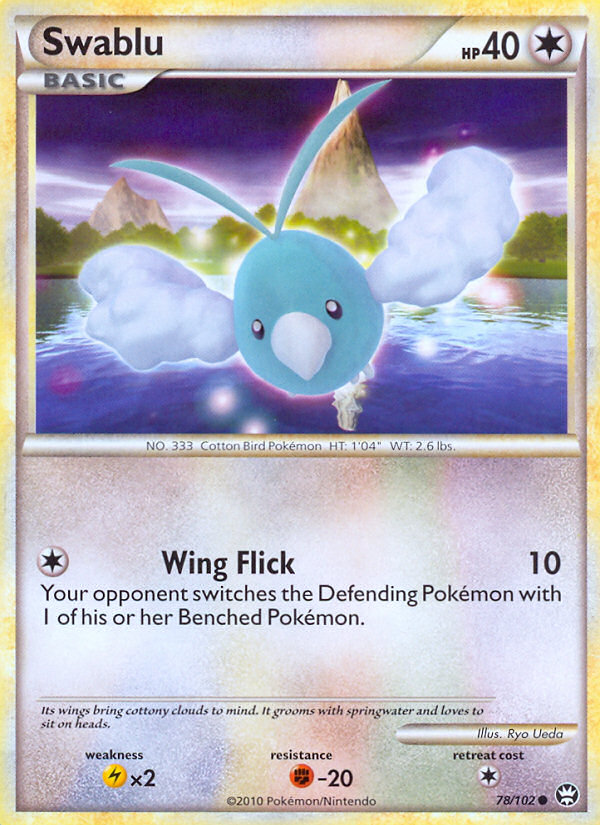 Swablu
HP 40
BASIC
NO. 333 Cotton Bird Pokémon HT: 1'04" WT: 2.6 lbs.
Wing Flick 10
Your opponent switches the Defending Pokémon with
1 of his or her Benched Pokémon.
Its wings bring cottony clouds to mind. It grooms with springwater and loves to
sit on heads.
Illus. Ryo Ueda
weakness resistance retreat cost
×2 -20
©2010 Pokémon/Nintendo 78/102